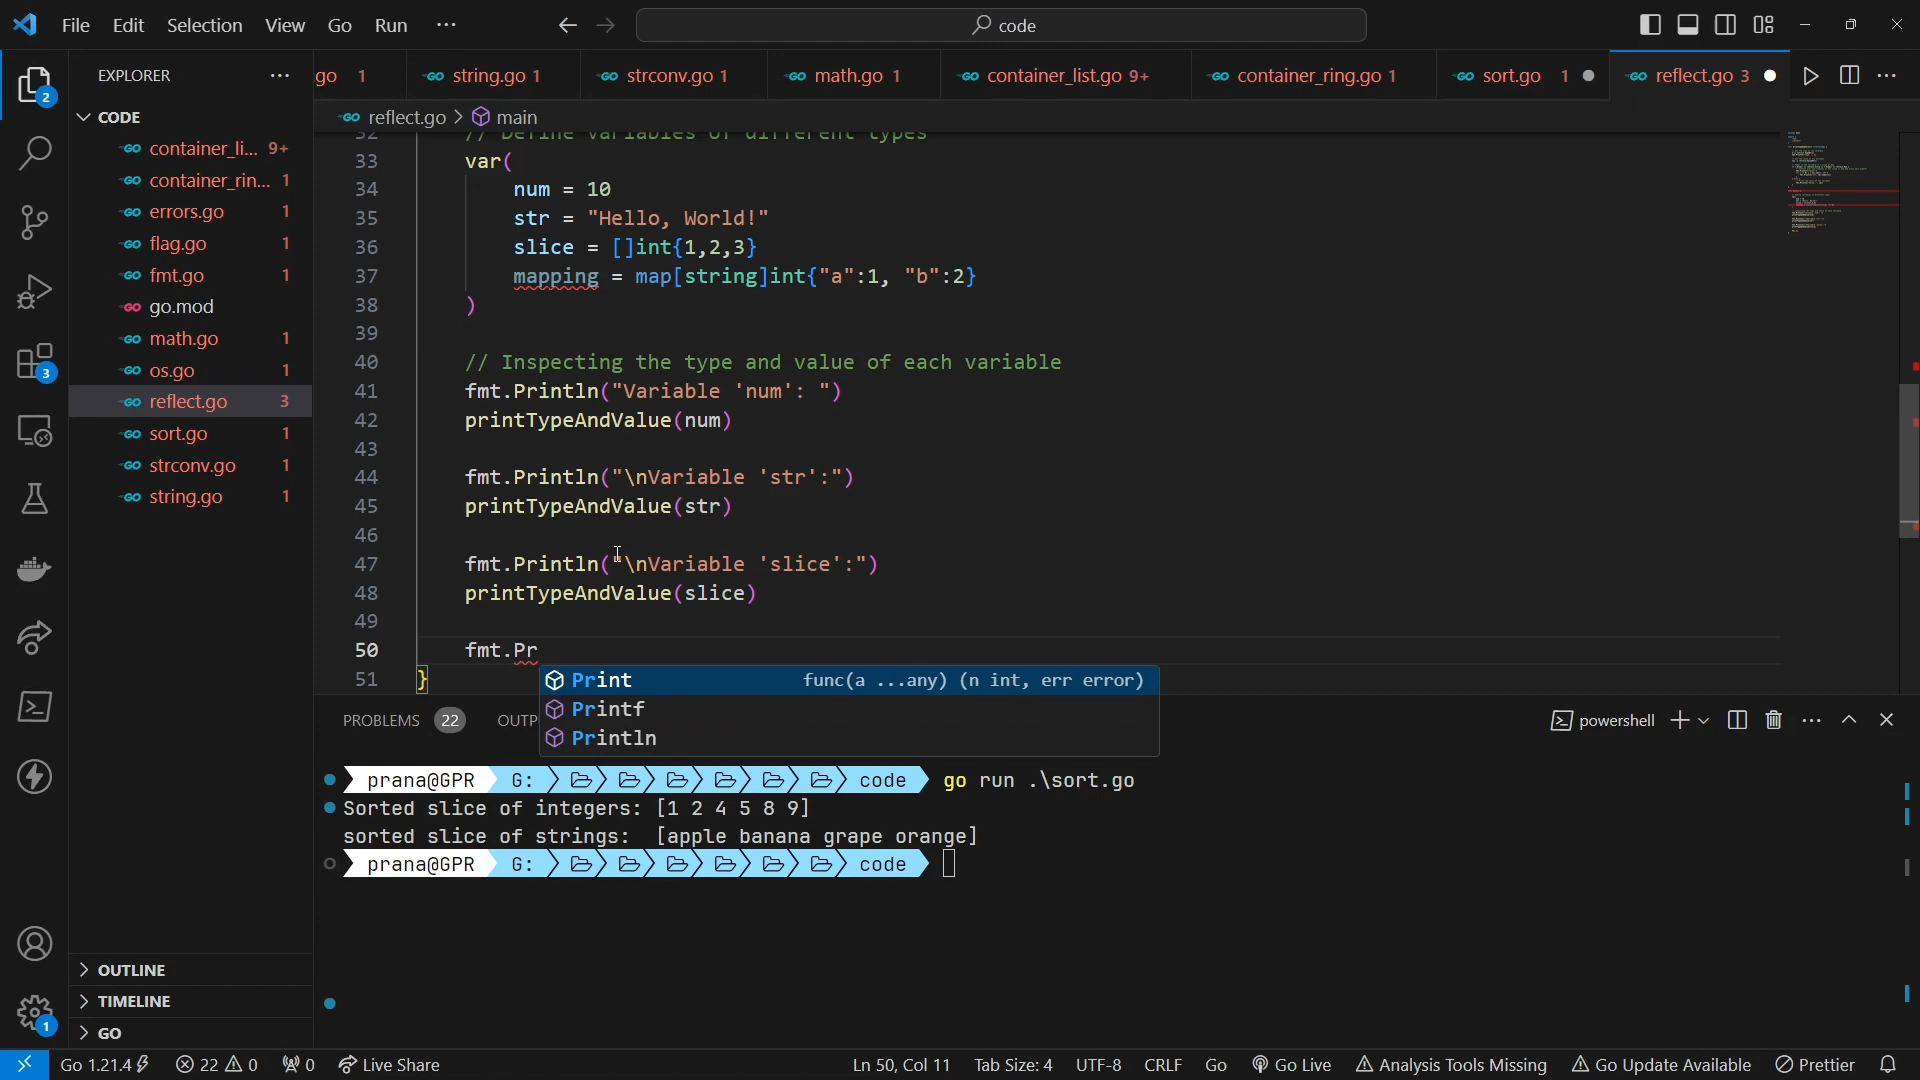 File Edit Selection View Go Run ··· code
EXPLORER ···
go 1 string.go 1 strconv.go 1 math.go 1 container_list.go 9+ container_ring.go 1 sort.go 1 reflect.go 3
CODE
container_li... 9+
container_rin... 1
errors.go 1
flag.go 1
fmt.go 1
go.mod
math.go 1
os.go 1
reflect.go 3
sort.go 1
strconv.go 1
string.go 1
OUTLINE
TIMELINE
GO
2
3
1
reflect.go > main
32 // Define variables of different types
33 var(
34 num = 10
35 str = "Hello, World!"
36 slice = []int{1,2,3}
37 mapping = map[string]int{"a":1, "b":2}
38 )
39
40 // Inspecting the type and value of each variable
41 fmt.Println("Variable 'num': ")
42 printTypeAndValue(num)
43
44 fmt.Println("\nVariable 'str':")
45 printTypeAndValue(str)
46
47 fmt.Println("\nVariable 'slice':")
48 printTypeAndValue(slice)
49
50 fmt.Pr
51 }
Print func(a ...any) (n int, err error)
Printf
Println
PROBLEMS 22 OUTP powershell
prana@GPR G: code go run .\sort.go
Sorted slice of integers: [1 2 4 5 8 9]
sorted slice of strings: [apple banana grape orange]
prana@GPR G: code
Go 1.21.4 22 0 0 Live Share Ln 50, Col 11 Tab Size: 4 UTF-8 CRLF Go Go Live Analysis Tools Missing Go Update Available Prettier